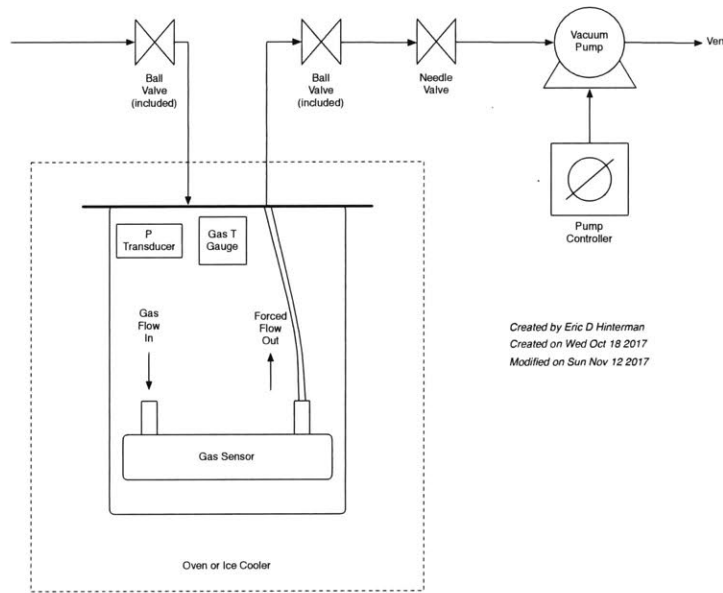 Vacuum
Pump
Ball
Valve
(included)
Ball
Valve
(included)
Needle
Valve
Pump
Controller
P
Transducer
Gas T
Gauge
Gas
Flow
In
Forced
Flow
Out
Created by Eric D Hinterman
Created on Wed Oct 18 2017
Modified on Sun Nov 12 2017
Gas Sensor
Oven or Ice Cooler